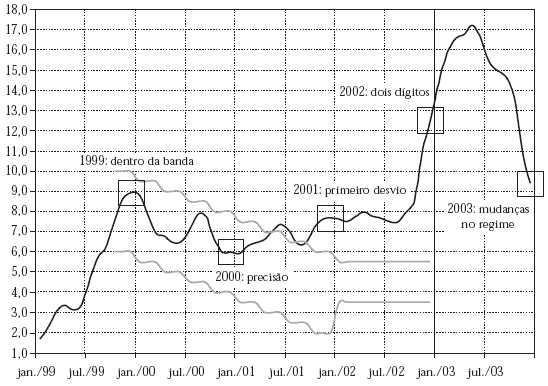 18,0
17,0
16,0
15,0
14,0
13,0
12,0
11,0
10,0
9,0
8,0
7,0
6,0
5,0
4,0
3,0
2,0
1,0
2002: dois dígitos
1999: dentro da banda
2001: primeiro desvio
2003: mudanças
no regime
2000: precisão
jan./99 jul./99 jan./00 jul./00 jan./01 jul./01 jan./02 jul./02 jan./03 jul./03